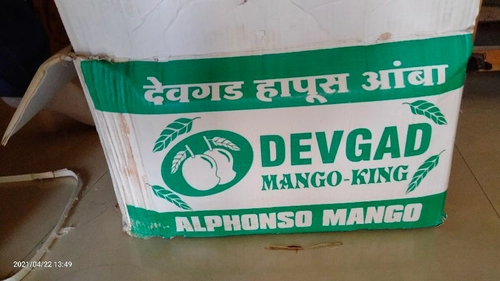 देवगड हापूस आंबा
DEVGAD
MANGO-KING
ALPHONSO MANGO
2021/04/22 13:49